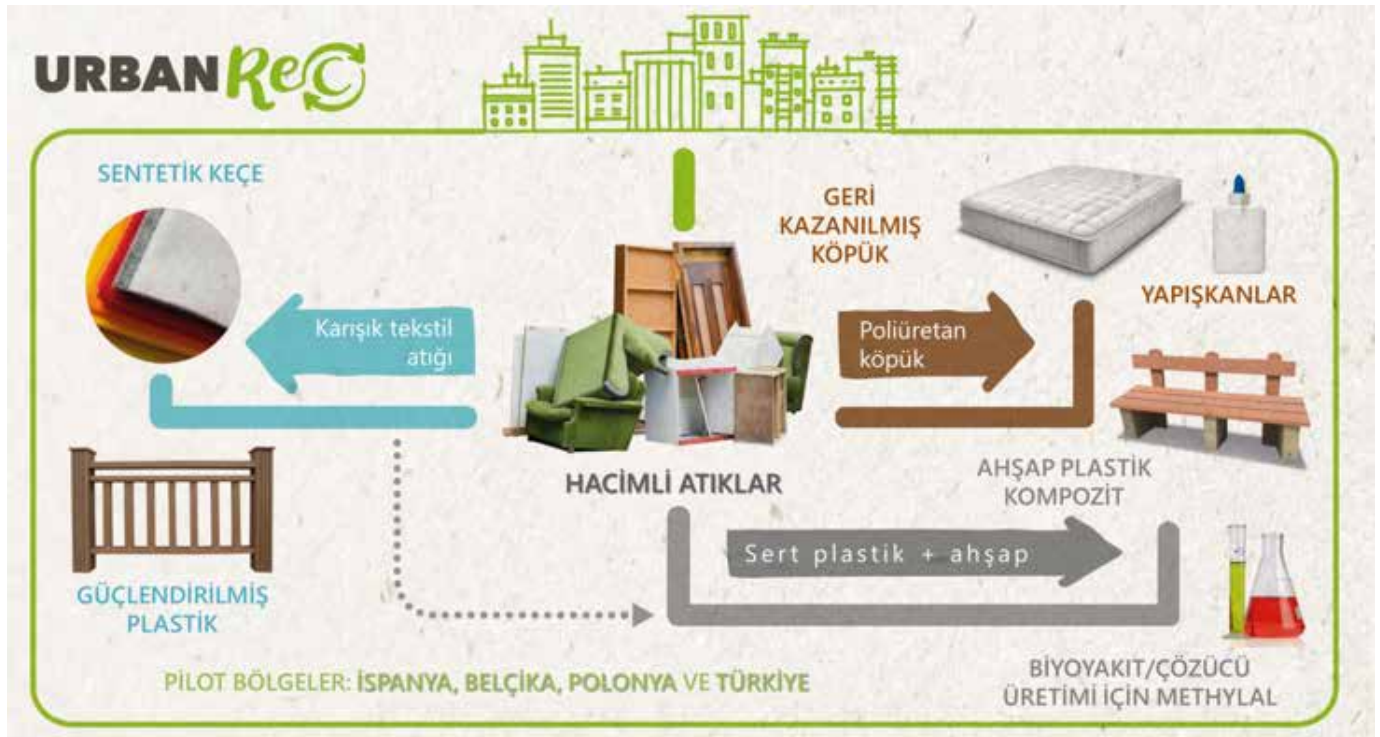 URBANReC
SENTETİK KEÇE
GERİ
KAZANILMIŞ
KÖPÜK
YAPIŞKANLAR
Karışık tekstil
atığı
Poliüretan
köpük
HACİMLİ ATIKLAR
AHŞAP PLASTİK
KOMPOZİT
Sert plastik + ahşap
GÜÇLENDİRİLMİŞ
PLASTİK
PİLOT BÖLGELER: İSPANYA, BELÇİKA, POLONYA VE TÜRKİYE
BİYOYAKIT/ÇÖZÜCÜ
ÜRETİMİ İÇİN METHYLAL